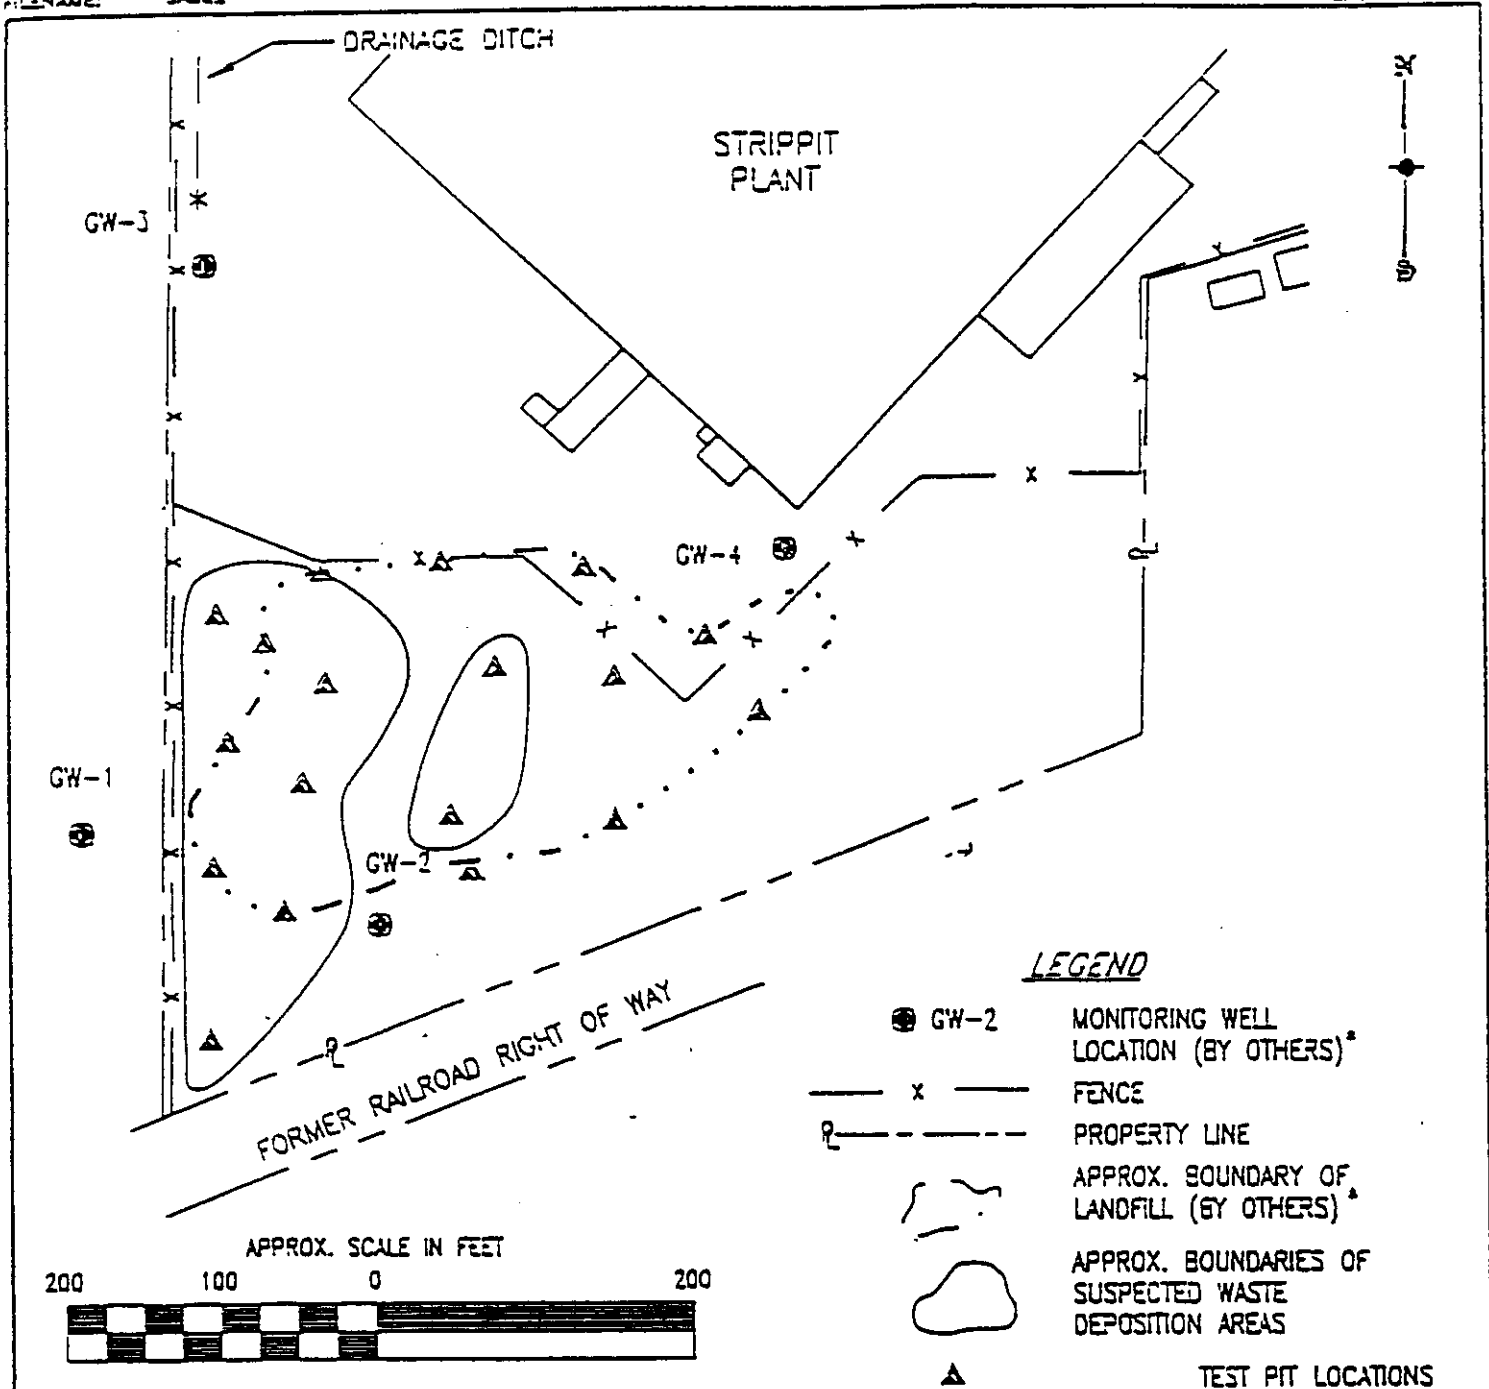 DRAINAGE DITCH
STRIPPIT
PLANT
GW-3
GW-4
GW-1
GW-2
FORMER RAILROAD RIGHT OF WAY
LEGEND
GW-2
MONITORING WELL
LOCATION (BY OTHERS)*
x
FENCE
PL
PROPERTY LINE
APPROX. BOUNDARY OF
LANDFILL (BY OTHERS)*
APPROX. BOUNDARIES OF
SUSPECTED WASTE
DEPOSITION AREAS
TEST PIT LOCATIONS
APPROX. SCALE IN FEET
200 100 0 200